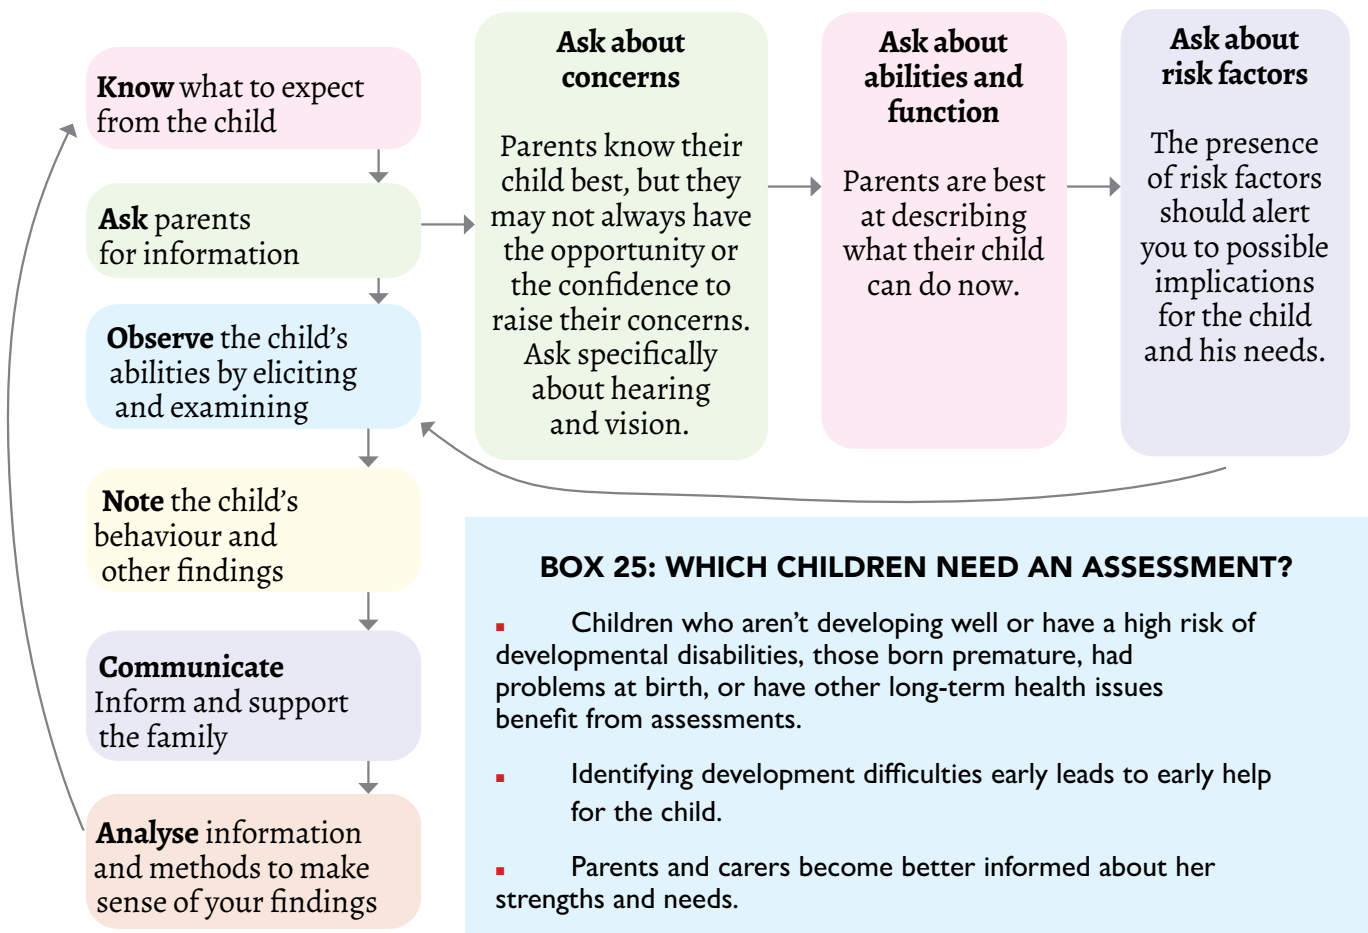 Know what to expect
from the child
Ask parents
for information
Observe the child’s
abilities by eliciting
and examining
Note the child’s
behaviour and
other findings
Communicate
Inform and support
the family
Analyse information
and methods to make
sense of your findings
Ask about
concerns
Parents know their
child best, but they
may not always have
the opportunity or
the confidence to
raise their concerns.
Ask specifically
about hearing
and vision.
Ask about
abilities and
function
Parents are best
at describing
what their child
can do now.
Ask about
risk factors
The presence
of risk factors
should alert
you to possible
implications
for the child
and his needs.
BOX 25: WHICH CHILDREN NEED AN ASSESSMENT?
▪ Children who aren’t developing well or have a high risk of
developmental disabilities, those born premature, had
problems at birth, or have other long-term health issues
benefit from assessments.
▪ Identifying development difficulties early leads to early help
for the child.
▪ Parents and carers become better informed about her
strengths and needs.